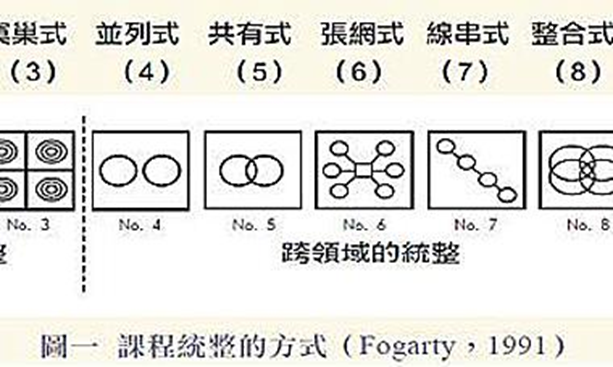 窠巢式 並列式 共有式 張網式 線串式 整合式
(3) (4) (5) (6) (7) (8)
No. 3 No. 4 No. 5 No. 6 No. 7 No. 8
整 跨領域的統整
圖一 課程統整的方式（Fogarty，1991）